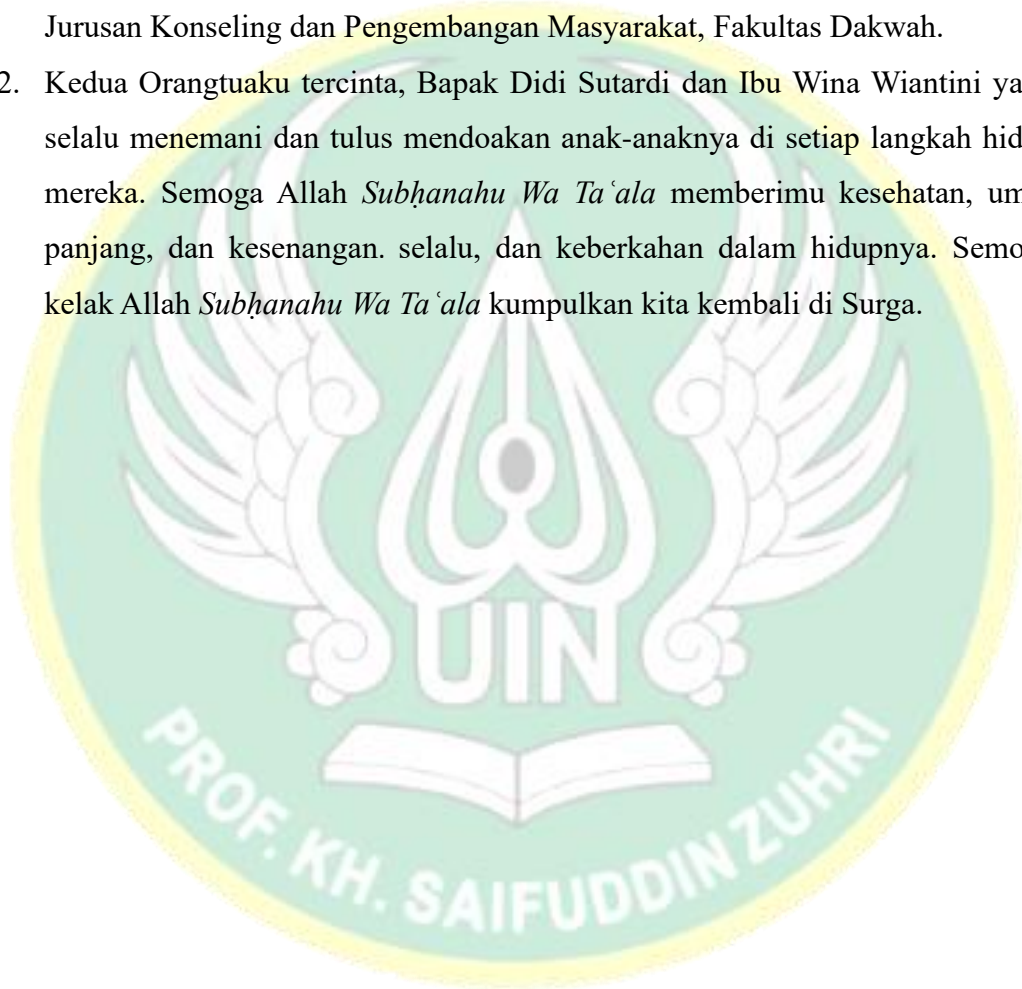 Jurusan Konseling dan Pengembangan Masyarakat, Fakultas Dakwah.
2. Kedua Orangtuaku tercinta, Bapak Didi Sutardi dan Ibu Wina Wiantini ya
selalu menemani dan tulus mendoakan anak-anaknya di setiap langkah hid
mereka. Semoga Allah Subḥanahu Wa Taʿala memberimu kesehatan, um
panjang, dan kesenangan. selalu, dan keberkahan dalam hidupnya. Semo
kelak Allah Subḥanahu Wa Taʿala kumpulkan kita kembali di Surga.
UIN
PROF. KH. SAIFUDDIN ZUHRI